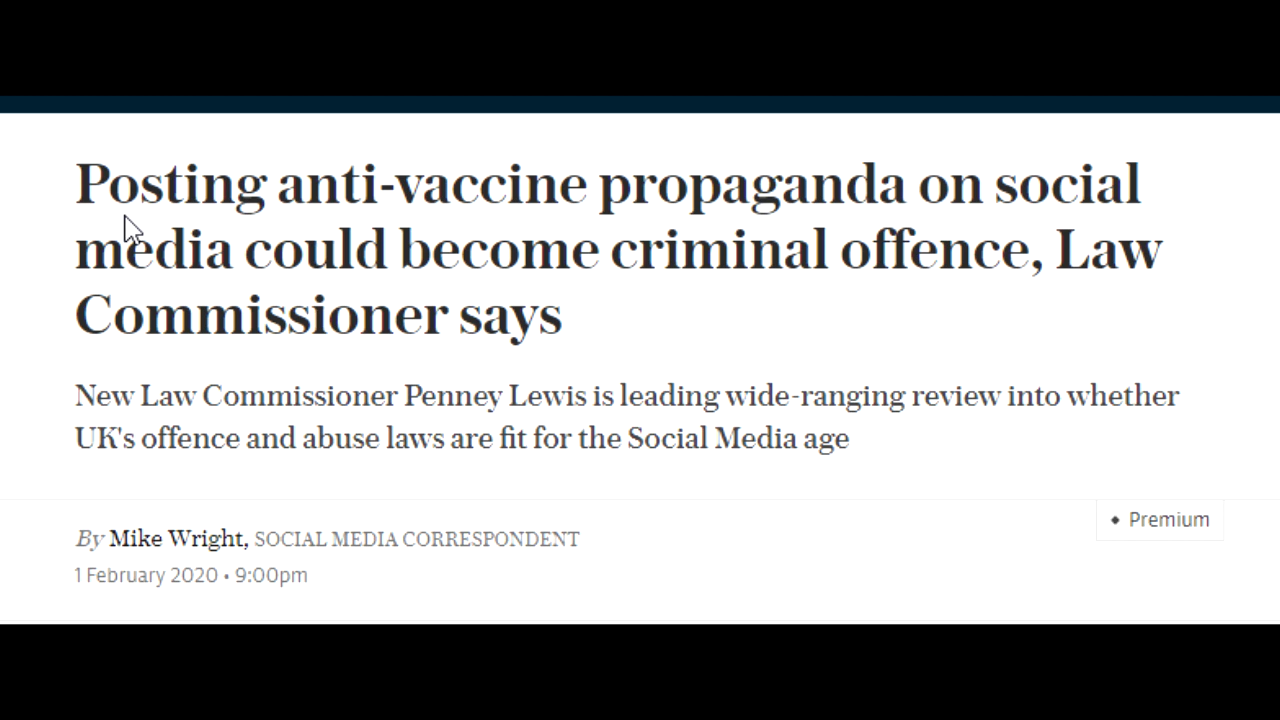 Posting anti-vaccine propaganda on social
media could become criminal offence, Law
Commissioner says
New Law Commissioner Penney Lewis is leading wide-ranging review into whether
UK's offence and abuse laws are fit for the Social Media age
Premium
By Mike Wright, SOCIAL MEDIA CORRESPONDENT
1 February 2020 • 9:00pm